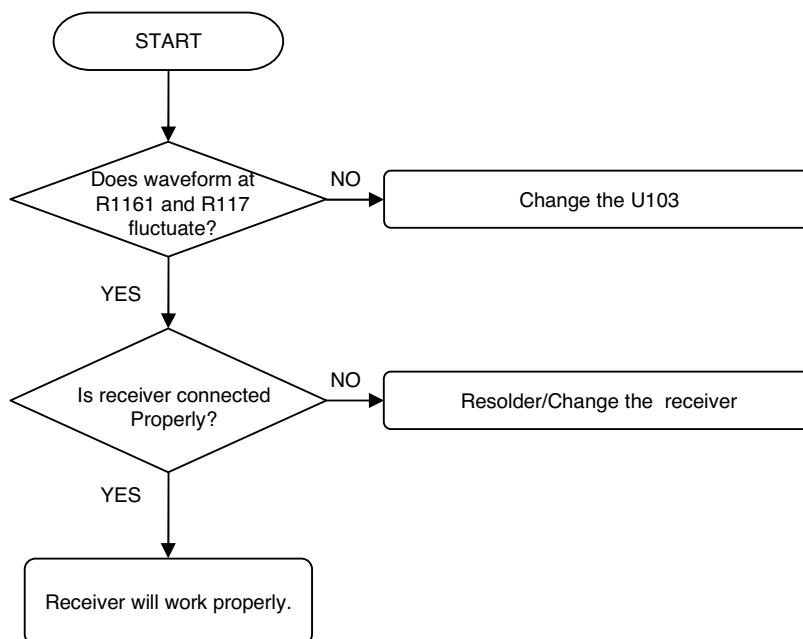 START
Does waveform at
R1161 and R117
fluctuate?
NO
Change the U103
YES
Is receiver connected
Properly?
NO
Resolder/Change the receiver
YES
Receiver will work properly.